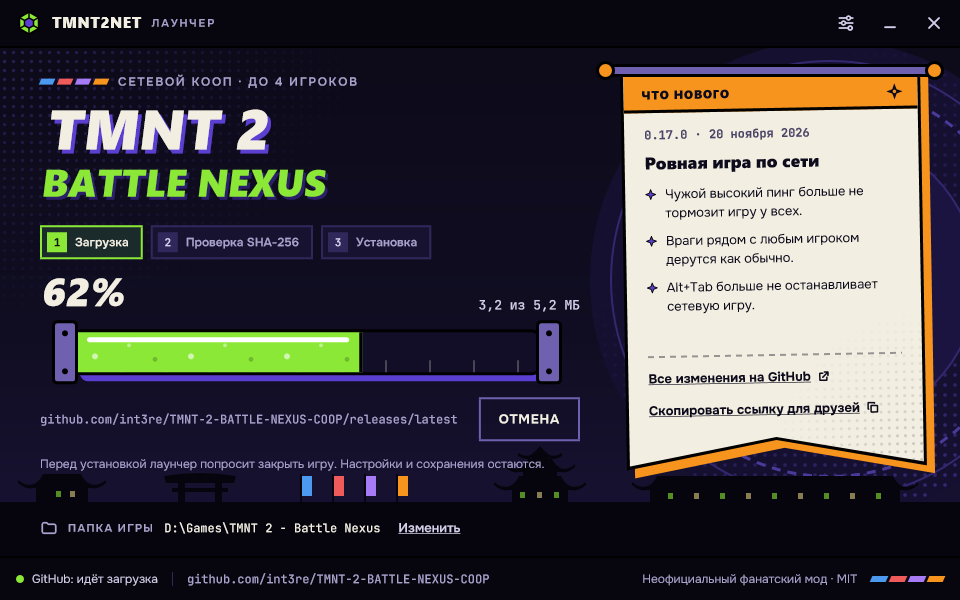 TMNT2NET ЛАУНЧЕР
СЕТЕВОЙ КООП · ДО 4 ИГРОКОВ
TMNT 2
BATTLE NEXUS
1 Загрузка
2 Проверка SHA-256
3 Установка
62%
3,2 из 5,2 МБ
github.com/int3re/TMNT-2-BATTLE-NEXUS-COOP/releases/latest
ОТМЕНА
Перед установкой лаунчер попросит закрыть игру. Настройки и сохранения остаются.
что нового
0.17.0 · 20 ноября 2026
Ровная игра по сети
Чужой высокий пинг больше не
тормозит игру у всех.
Враги рядом с любым игроком
дерутся как обычно.
Alt+Tab больше не останавливает
сетевую игру.
Все изменения на GitHub
Скопировать ссылку для друзей
ПАПКА ИГРЫ D:\Games\TMNT 2 - Battle Nexus Изменить
GitHub: идёт загрузка
github.com/int3re/TMNT-2-BATTLE-NEXUS-COOP
Неофициальный фанатский мод · MIT